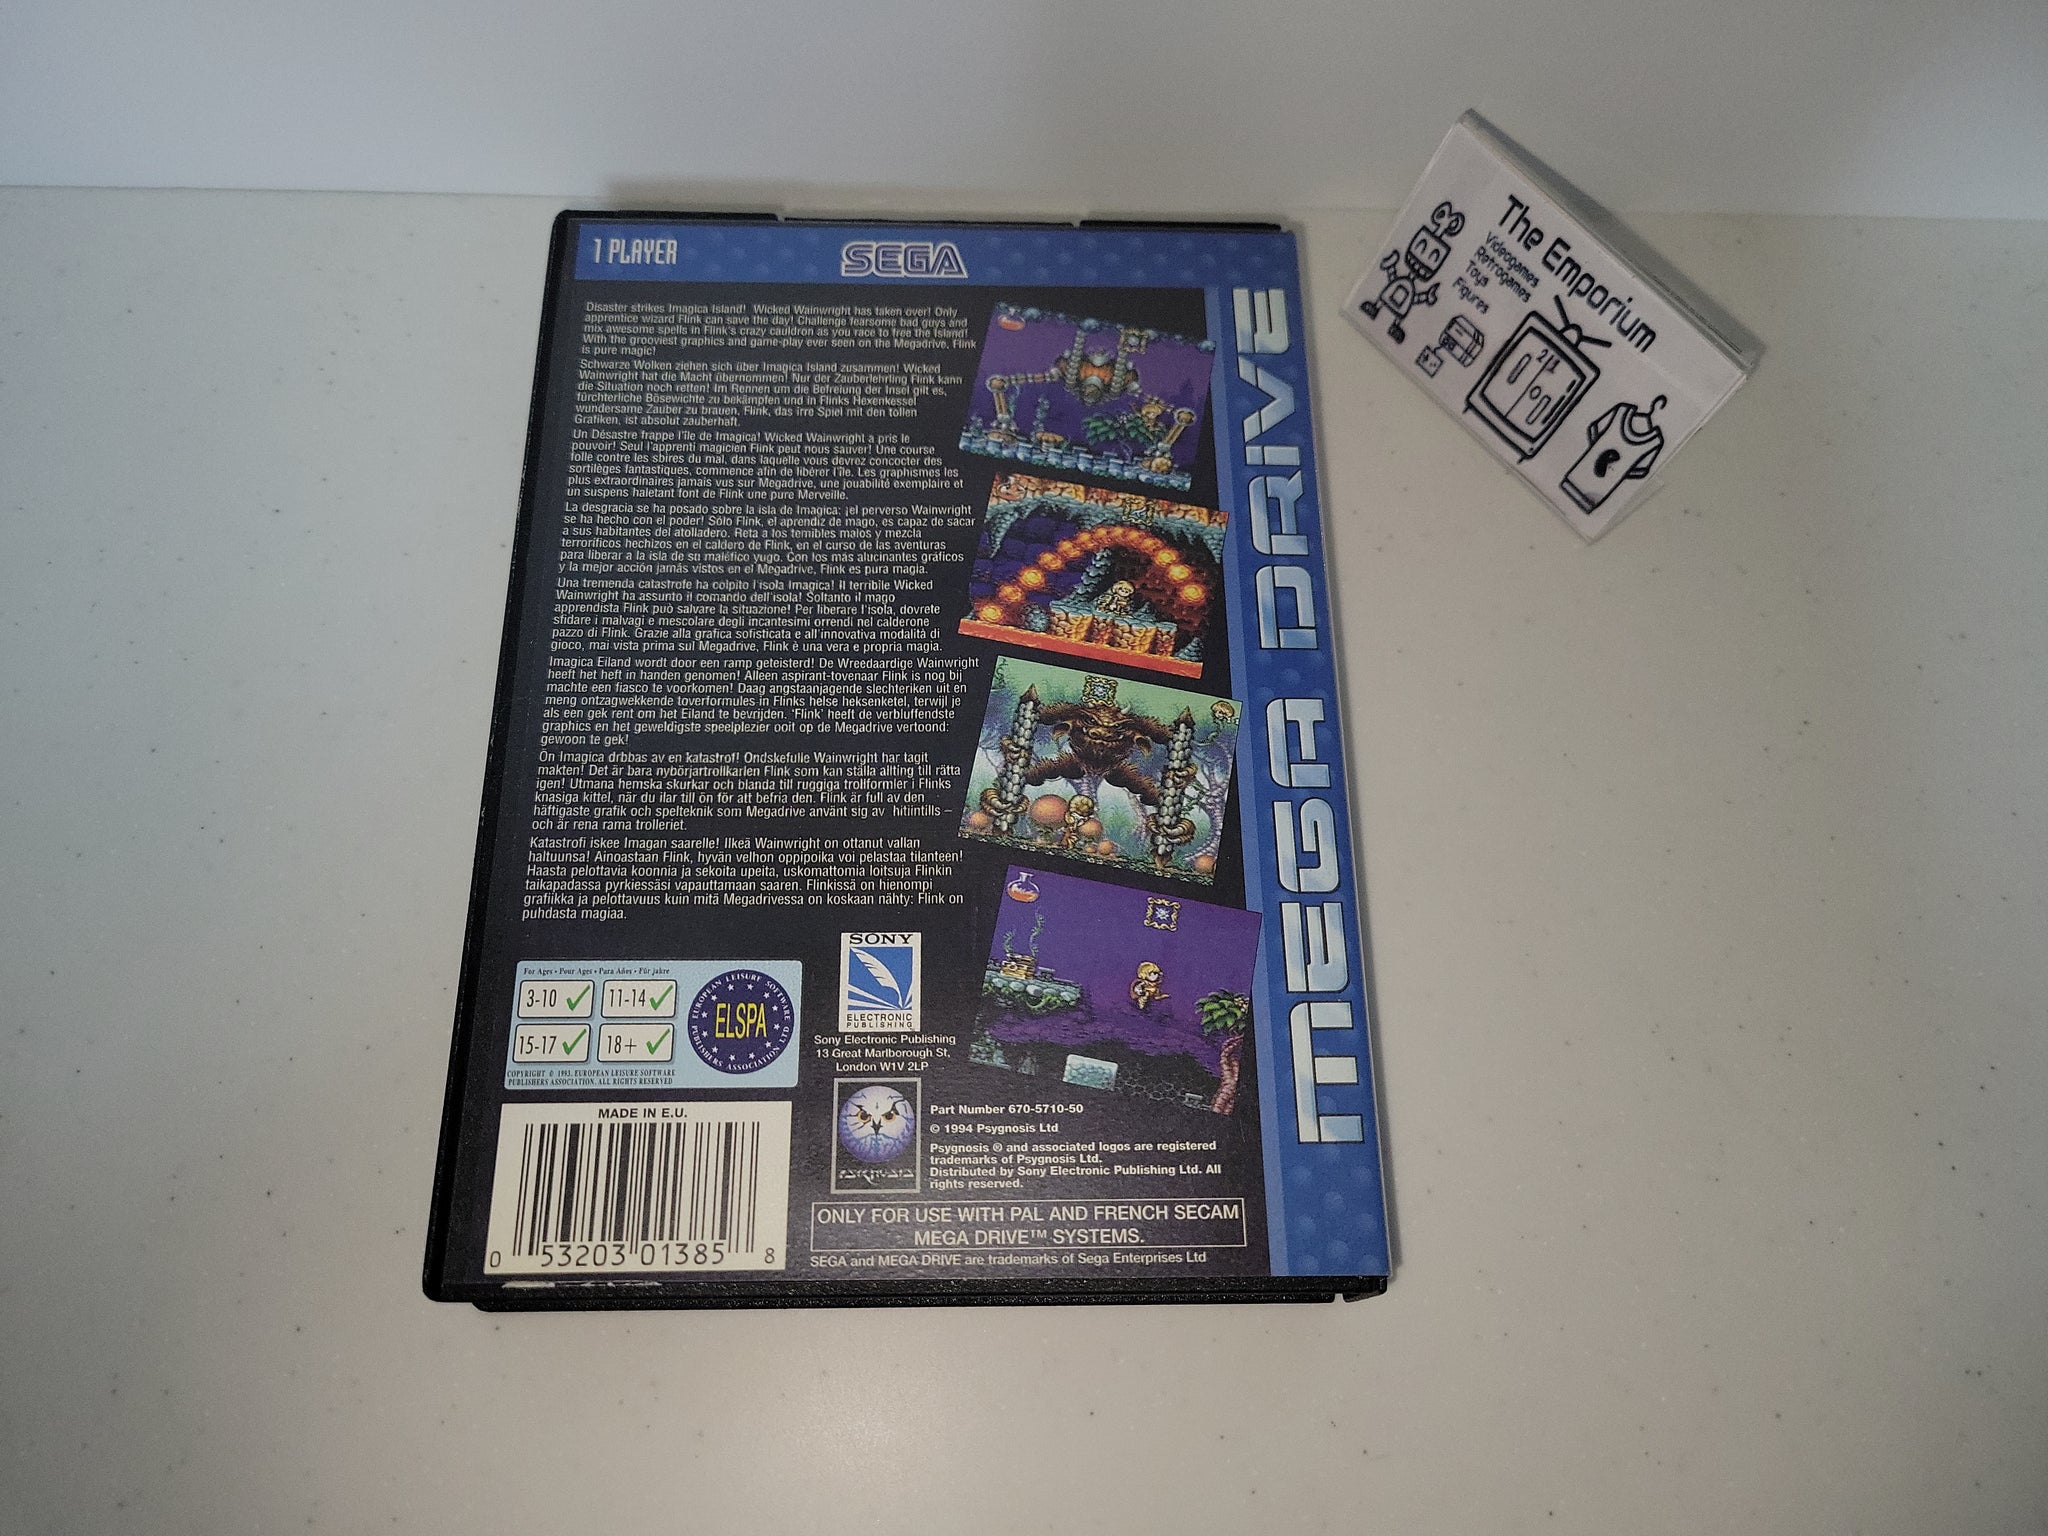 1 PLAYER
SEGA
Disaster strikes Imagica Island! Wicked Wainwright has taken over! Only
apprentice wizard Flink can save the day! Challenge fearsome bad guys and
mix awesome spells in Flink's crazy cauldron as you race to free the Island!
With the grooviest graphics and game-play ever seen on the Megadrive, Flink
is pure magic!
Schwarze Wolken ziehen sich über Imagica Island zusammen! Wicked
Wainwright hat die Macht übernommen! Nur der Zauberlehrling Flink kann
die Situation noch retten! Im Rennen um die Befreiung der Insel gilt es,
fürchterliche Bösewichte zu bekämpfen und in Flinks Hexenkessel
wundersame Zauber zu brauen, Flink, das irre Spiel mit den tollen
Grafiken, ist absolut zauberhaft.
Un Désastre frappe l'île de Imagica! Wicked Wainwright a pris le
pouvoir! Seul l'apprenti magicien Flink peut nous sauver! Une course
folle contre les sbires du mal, dans laquelle vous devrez concocter des
sortilèges fantastiques, commence afin de libérer l'île. Les graphismes les
plus extraordinaires jamais vus sur Megadrive, une jouabilité exemplaire et
un suspens haletant font de Flink une pure Merveille.
La desgracia se ha posado sobre la isla de Imagica: ¡el perverso Wainwright
se ha hecho con el poder! Sólo Flink, el aprendiz de mago, es capaz de sacar
a sus habitantes del atolladero. Reta a los temibles malos y mezcla
terroríficos hechizos en el caldero de Flink, en el curso de las aventuras
para liberar a la isla de su maléfico yugo. Con los más alucinantes gráficos
y la mejor acción jamás vistos en el Megadrive, Flink es pura magia.
Una tremenda catastrofe ha colpito l'isola Imagica! Il terribile Wicked
Wainwright ha assunto il comando dell'isola! Soltanto il mago
apprendista Flink può salvare la situazione! Per liberare l'isola, dovrete
sfidare i malvagi e mescolare degli incantesimi orrendi nel calderone
pazzo di Flink. Grazie alla grafica sofisticata e all'innovativa modalità di
gioco, mai vista prima sul Megadrive, Flink è una vera e propria magia.
Imagica Eiland wordt door een ramp geteisterd! De Wreedaardige Wainwright
heeft het heft in handen genomen! Alleen aspirant-tovenaar Flink is nog bij
machte een fiasco te voorkomen! Daag angstaanjagende slechteriken uit en
meng ontzagwekkende toverformules in Flinks helse heksenketel, terwijl je
als een gek rent om het Eiland te bevrijden. 'Flink' heeft de verbluffendste
graphics en het geweldigste speelplezier ooit op de Megadrive vertoond:
gewoon te gek!
Ön Imagica drbbas av en katastrof! Ondskefulle Wainwright har tagit
makten! Det är bara nybörjartrollkarlen Flink som kan ställa allting till rätta
igen! Utmana hemska skurkar och blanda till ruggiga trollformler i Flinks
knasiga kittel, när du ilar till ön för att befria den. Flink är full av den
häftigaste grafik och spelteknik som Megadrive använt sig av hitiintills –
och är rena rama trolleriet.
Katastrofi iskee Imagan saarelle! Ilkeä Wainwright on ottanut vallan
haltuunsa! Ainoastaan Flink, hyvän velhon oppipoika voi pelastaa tilanteen!
Haasta pelottavia koonnia ja sekoita upeita, uskomattomia loitsuja Flinkin
taikapadassa pyrkiessäsi vapauttamaan saaren. Flinkissä on hienompi
grafiikka ja pelottavuus kuin mitä Megadrivessa on koskaan nähty: Flink on
puhdasta magiaa.
For Ages • Pour Ages • Para Años • Für jahre
3-10 11-14
15-17 18+
EUROPEAN LEISURE SOFTWARE PUBLISHERS ASSOCIATION LTD
ELSPA
COPYRIGHT © 1993. EUROPEAN LEISURE SOFTWARE
PUBLISHERS ASSOCIATION. ALL RIGHTS RESERVED
SONY
ELECTRONIC
PUBLISHING
Sony Electronic Publishing
13 Great Marlborough St,
London W1V 2LP
MADE IN E.U.
0 53203 01385 8
PSYGNOSIS
Part Number 670-5710-50
© 1994 Psygnosis Ltd
Psygnosis ® and associated logos are registered
trademarks of Psygnosis Ltd.
Distributed by Sony Electronic Publishing Ltd. All
rights reserved.
ONLY FOR USE WITH PAL AND FRENCH SECAM
MEGA DRIVE™ SYSTEMS.
SEGA and MEGA DRIVE are trademarks of Sega Enterprises Ltd
MEGA DRIVE
The Emporium
Videogames
Retrogames
Toys
Figures